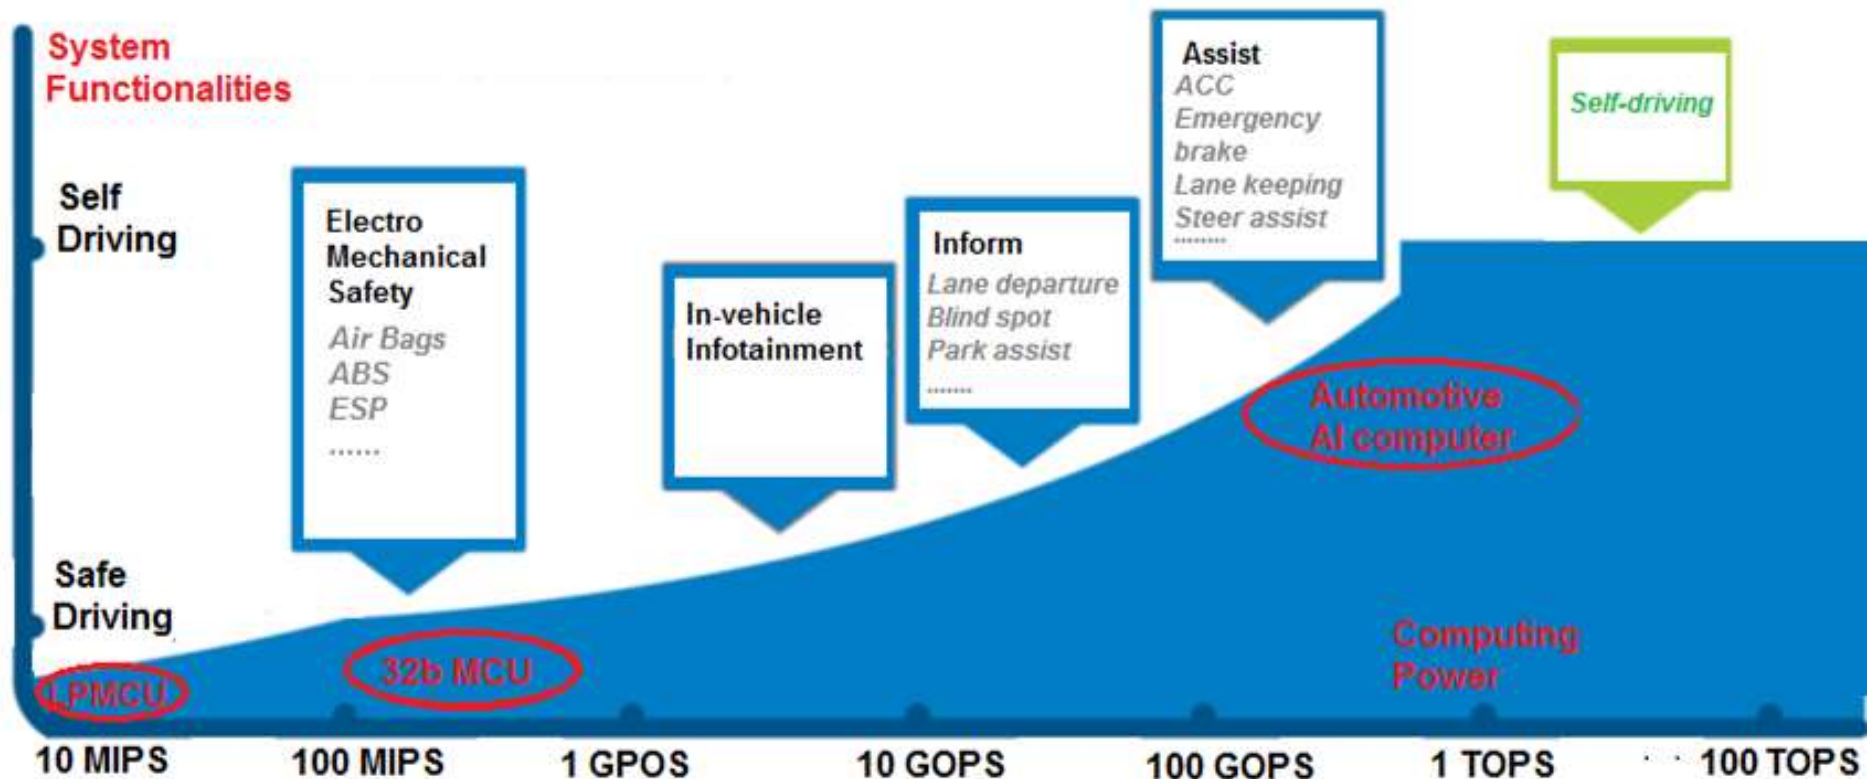 System
Functionalities
Self
Driving
Safe
Driving
Electro
Mechanical
Safety
Air Bags
ABS
ESP
......
In-vehicle
Infotainment
Inform
Lane departure
Blind spot
Park assist
.......
Assist
ACC
Emergency
brake
Lane keeping
Steer assist
........
Self-driving
Automotive
AI computer
Computing
Power
LPMCU
32b MCU
10 MIPS
100 MIPS
1 GPOS
10 GOPS
100 GOPS
1 TOPS
. . .
100 TOPS